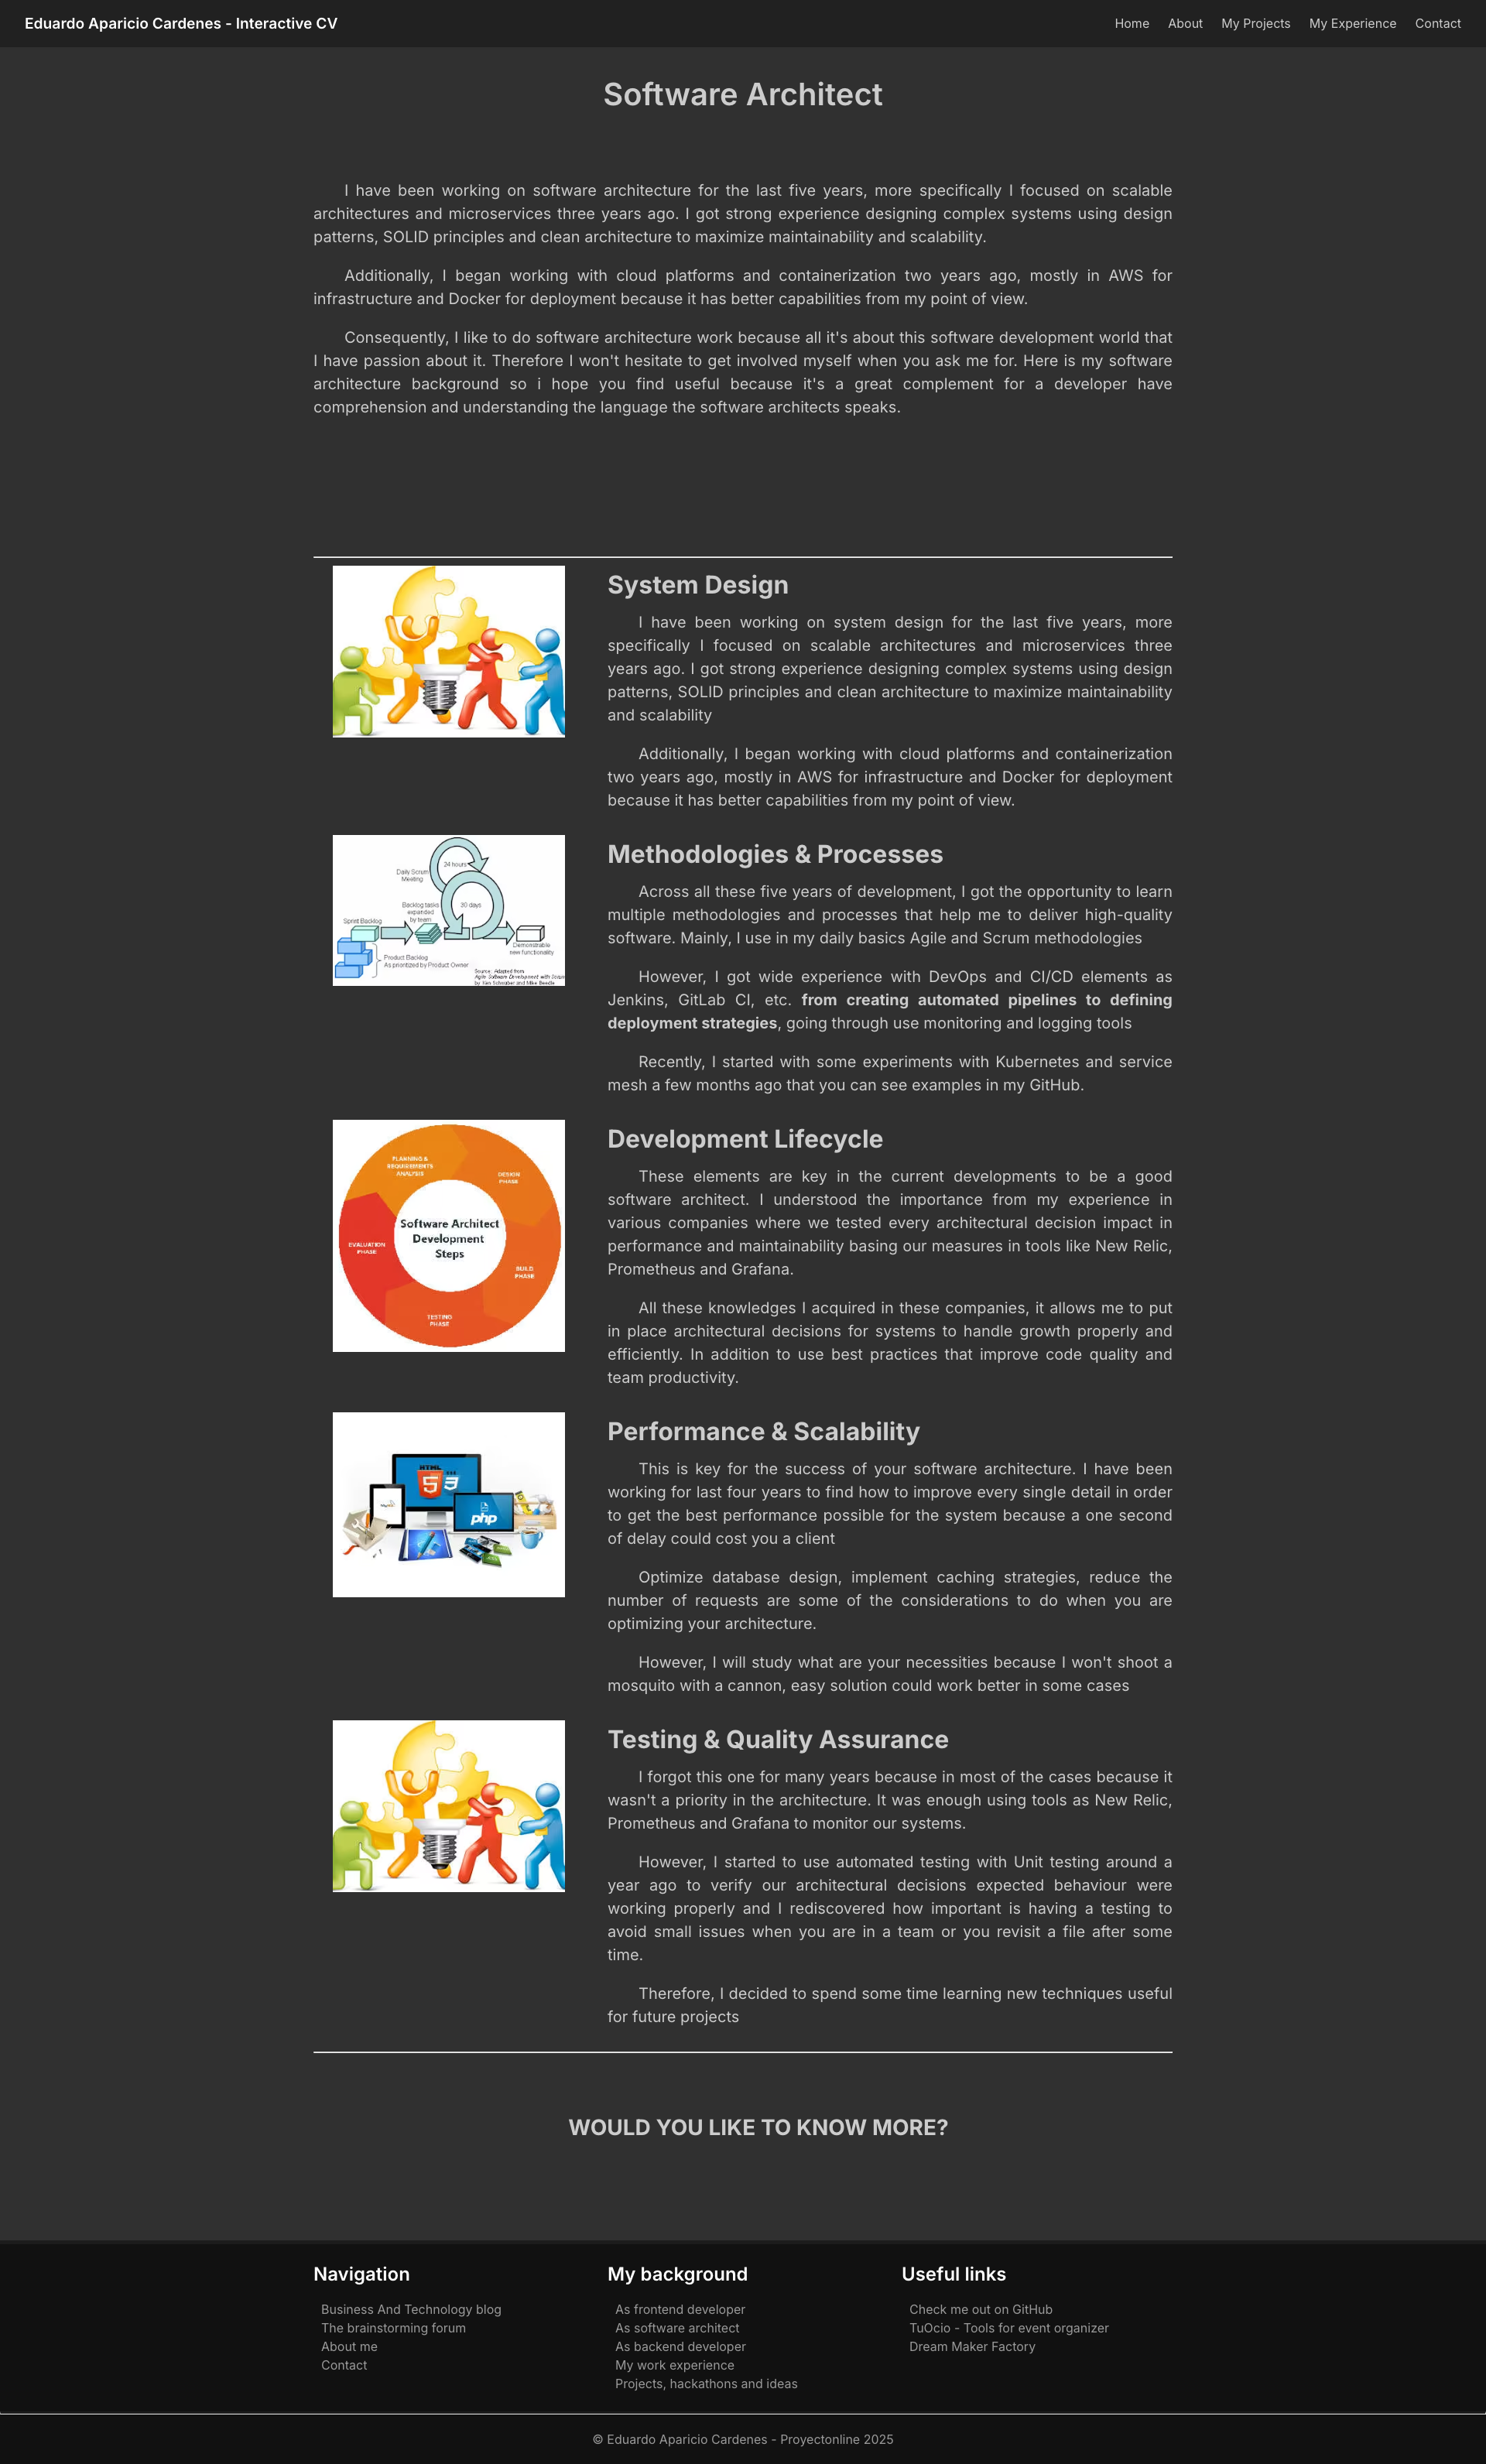 Eduardo Aparicio Cardenes - Interactive CV
Home About My Projects My Experience Contact
Software Architect
I have been working on software architecture for the last five years, more specifically I focused on scalable
architectures and microservices three years ago. I got strong experience designing complex systems using design
patterns, SOLID principles and clean architecture to maximize maintainability and scalability.
Additionally, I began working with cloud platforms and containerization two years ago, mostly in AWS for
infrastructure and Docker for deployment because it has better capabilities from my point of view.
Consequently, I like to do software architecture work because all it's about this software development world that
I have passion about it. Therefore I won't hesitate to get involved myself when you ask me for. Here is my software
architecture background so i hope you find useful because it's a great complement for a developer have
comprehension and understanding the language the software architects speaks.
System Design
I have been working on system design for the last five years, more
specifically I focused on scalable architectures and microservices three
years ago. I got strong experience designing complex systems using design
patterns, SOLID principles and clean architecture to maximize maintainability
and scalability
Additionally, I began working with cloud platforms and containerization
two years ago, mostly in AWS for infrastructure and Docker for deployment
because it has better capabilities from my point of view.
24 hours
Daily Scrum
Meeting
Backlog tasks
expanded
by team
30 days
Sprint Backlog
Demonstrable
new functionality
Product Backlog
As prioritized by Product Owner
Source: Adapted from
Agile Software Development with Scrum
by Ken Schwaber and Mike Beedle
Methodologies & Processes
Across all these five years of development, I got the opportunity to learn
multiple methodologies and processes that help me to deliver high-quality
software. Mainly, I use in my daily basics Agile and Scrum methodologies
However, I got wide experience with DevOps and CI/CD elements as
Jenkins, GitLab CI, etc. from creating automated pipelines to defining
deployment strategies, going through use monitoring and logging tools
Recently, I started with some experiments with Kubernetes and service
mesh a few months ago that you can see examples in my GitHub.
PLANNING &
REQUIREMENTS
ANALYSIS
DESIGN
PHASE
Software Architect
Development
Steps
EVALUATION
PHASE
BUILD
PHASE
TESTING
PHASE
Development Lifecycle
These elements are key in the current developments to be a good
software architect. I understood the importance from my experience in
various companies where we tested every architectural decision impact in
performance and maintainability basing our measures in tools like New Relic,
Prometheus and Grafana.
All these knowledges I acquired in these companies, it allows me to put
in place architectural decisions for systems to handle growth properly and
efficiently. In addition to use best practices that improve code quality and
team productivity.
HTML
5 3
php
Performance & Scalability
This is key for the success of your software architecture. I have been
working for last four years to find how to improve every single detail in order
to get the best performance possible for the system because a one second
of delay could cost you a client
Optimize database design, implement caching strategies, reduce the
number of requests are some of the considerations to do when you are
optimizing your architecture.
However, I will study what are your necessities because I won't shoot a
mosquito with a cannon, easy solution could work better in some cases
Testing & Quality Assurance
I forgot this one for many years because in most of the cases because it
wasn't a priority in the architecture. It was enough using tools as New Relic,
Prometheus and Grafana to monitor our systems.
However, I started to use automated testing with Unit testing around a
year ago to verify our architectural decisions expected behaviour were
working properly and I rediscovered how important is having a testing to
avoid small issues when you are in a team or you revisit a file after some
time.
Therefore, I decided to spend some time learning new techniques useful
for future projects
WOULD YOU LIKE TO KNOW MORE?
Navigation
Business And Technology blog
The brainstorming forum
About me
Contact
My background
As frontend developer
As software architect
As backend developer
My work experience
Projects, hackathons and ideas
Useful links
Check me out on GitHub
TuOcio - Tools for event organizer
Dream Maker Factory
© Eduardo Aparicio Cardenes - Proyectonline 2025